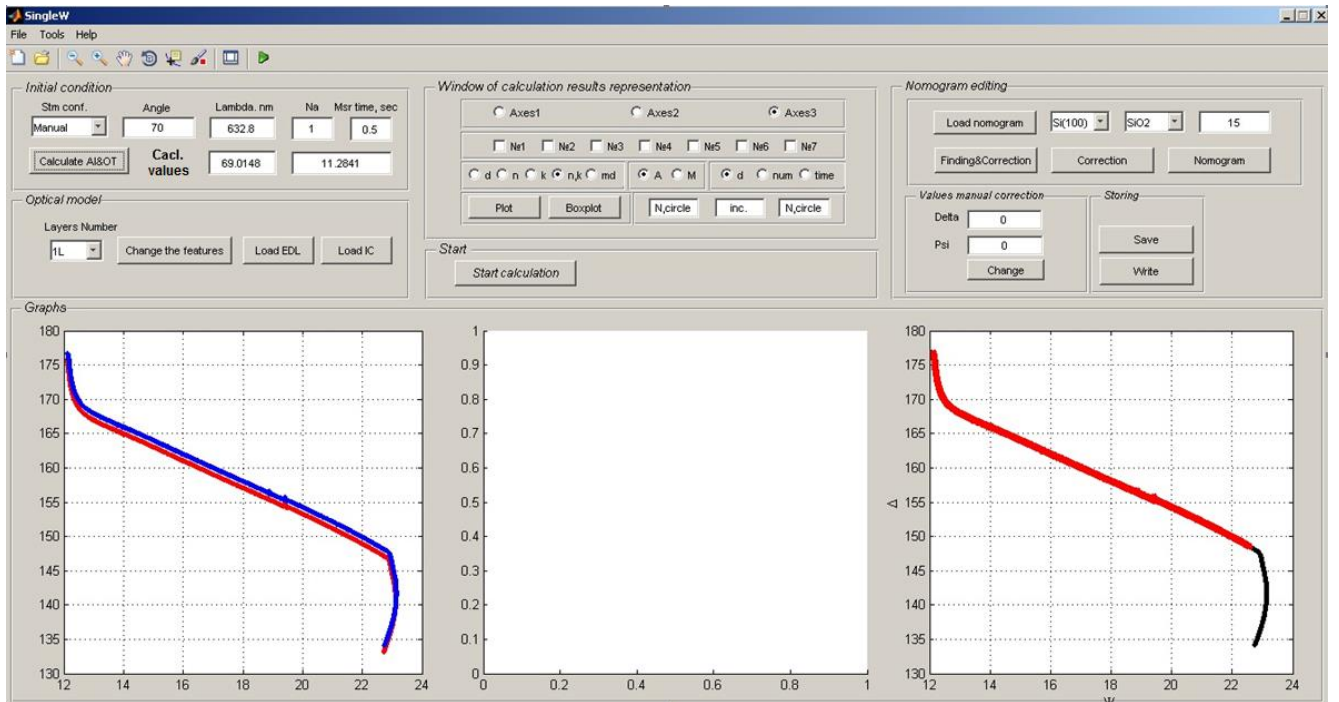 SingleW
File Tools Help
Initial condition
Stm conf. Angle Lambda. nm Na Msr time, sec
Manual 70 632.8 1 0.5
Calculate AI&OT Cacl. values 69.0148 11.2841
Optical model
Layers Number
1L Change the features Load EDL Load IC
Window of calculation results representation
Axes1 Axes2 Axes3
№1 №2 №3 №4 №5 №6 №7
d n k n,k md A M d num time
Plot Boxplot N,circle inc. N,circle
Start
Start calculation
Nomogram editing
Load nomogram Si(100) SiO2 15
Finding&Correction Correction Nomogram
Values manual correction
Delta 0
Psi 0
Change
Storing
Save
Write
Graphs
180
175
170
165
160
155
150
145
140
135
130
12 14 16 18 20 22 24
1
0.9
0.8
0.7
0.6
0.5
0.4
0.3
0.2
0.1
0
0 0.2 0.4 0.6 0.8 1
180
175
170
165
160
155
150
145
140
135
130
Δ
12 14 16 18 20 22 24